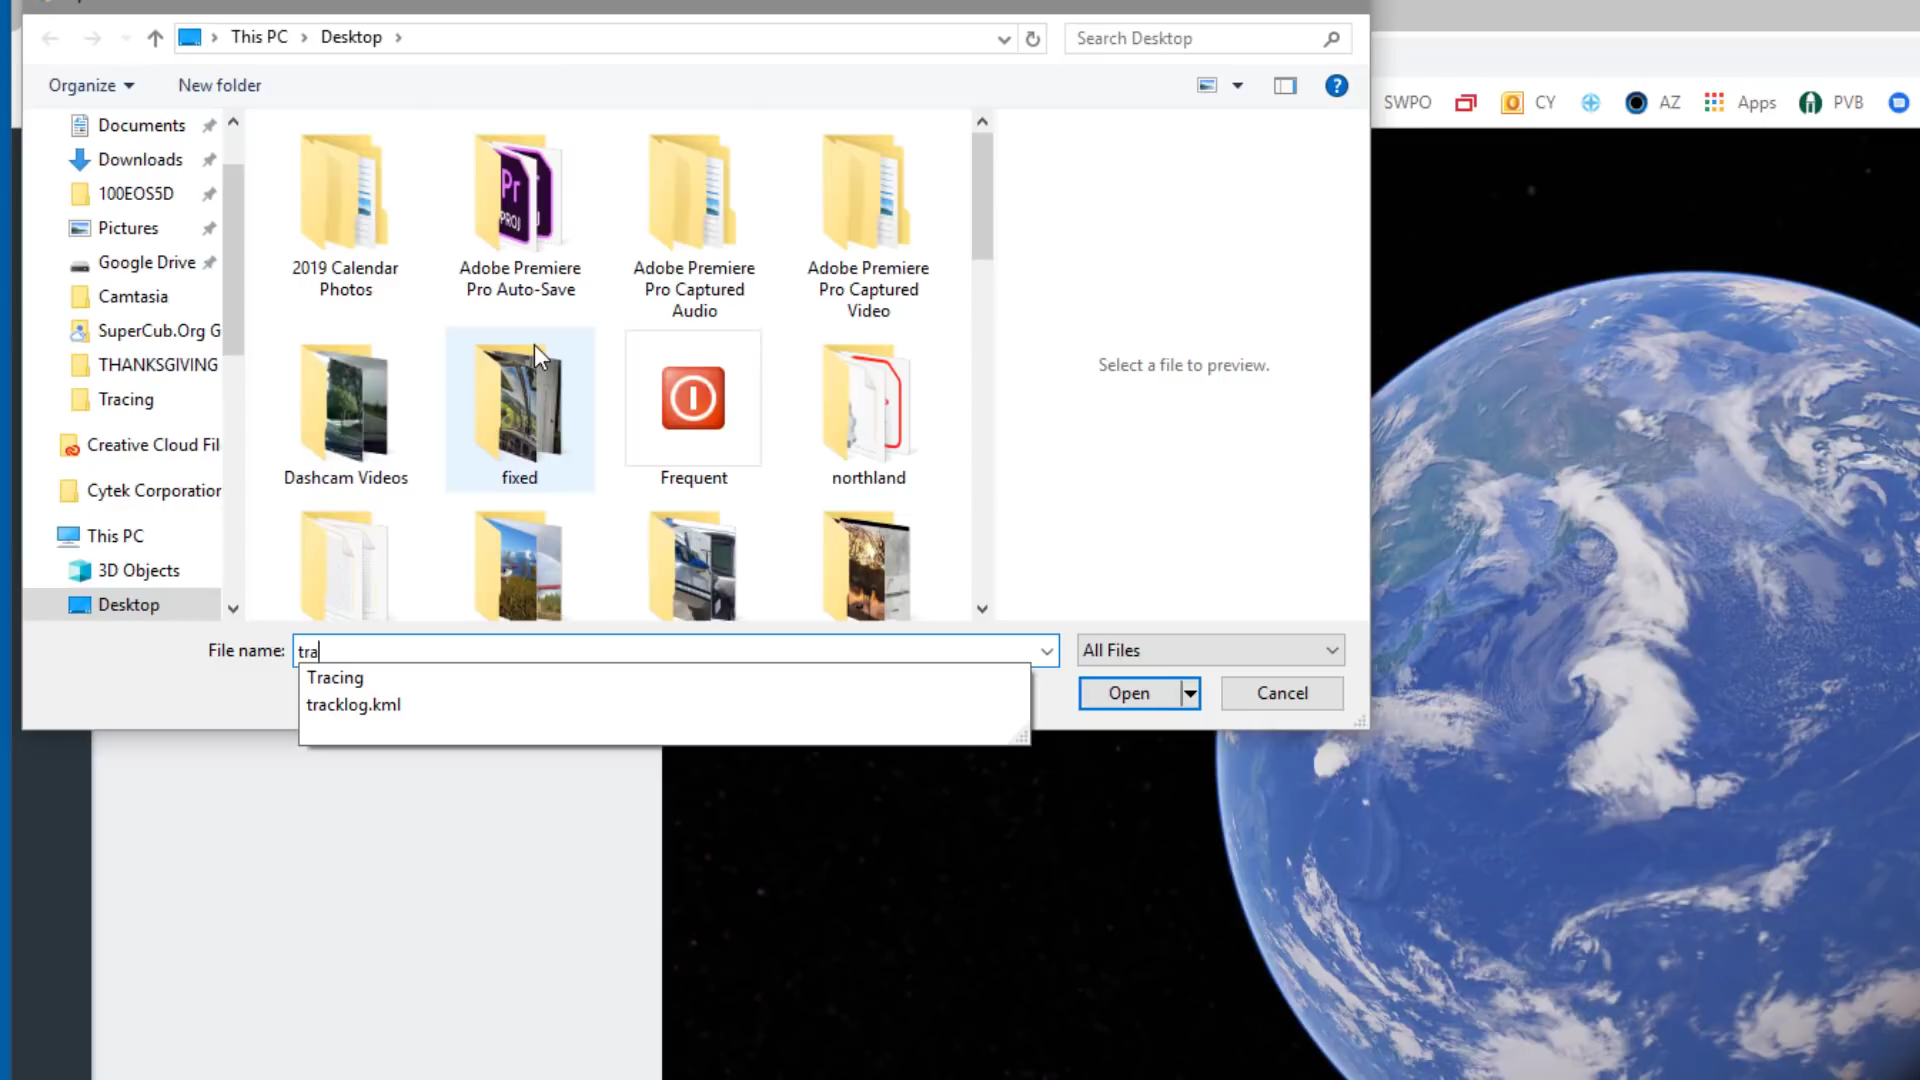 This PC > Desktop >
Search Desktop
Organize
New folder
SWPO
CY
AZ
Apps
PVB
Documents
Downloads
100EOS5D
Pictures
Google Drive
Camtasia
SuperCub.Org G
THANKSGIVING
Tracing
Creative Cloud Fil
Cytek Corporation
This PC
3D Objects
Desktop
2019 Calendar
Photos
Adobe Premiere
Pro Auto-Save
Adobe Premiere
Pro Captured
Audio
Adobe Premiere
Pro Captured
Video
Pr
PROJ
Dashcam Videos
fixed
Frequent
northland
Select a file to preview.
File name:
tra
All Files
Tracing
tracklog.kml
Open
Cancel